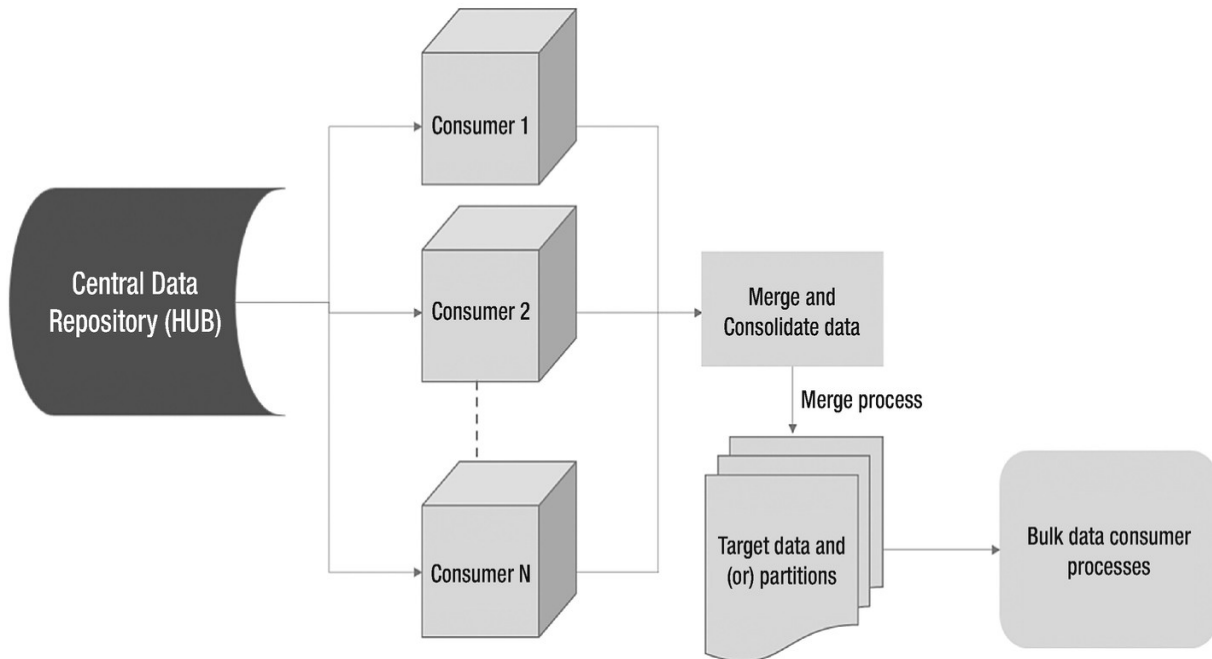 Consumer 1
Central Data
Repository (HUB)
Consumer 2
Merge and
Consolidate data
Merge process
Consumer N
Target data and
(or) partitions
Bulk data consumer
processes